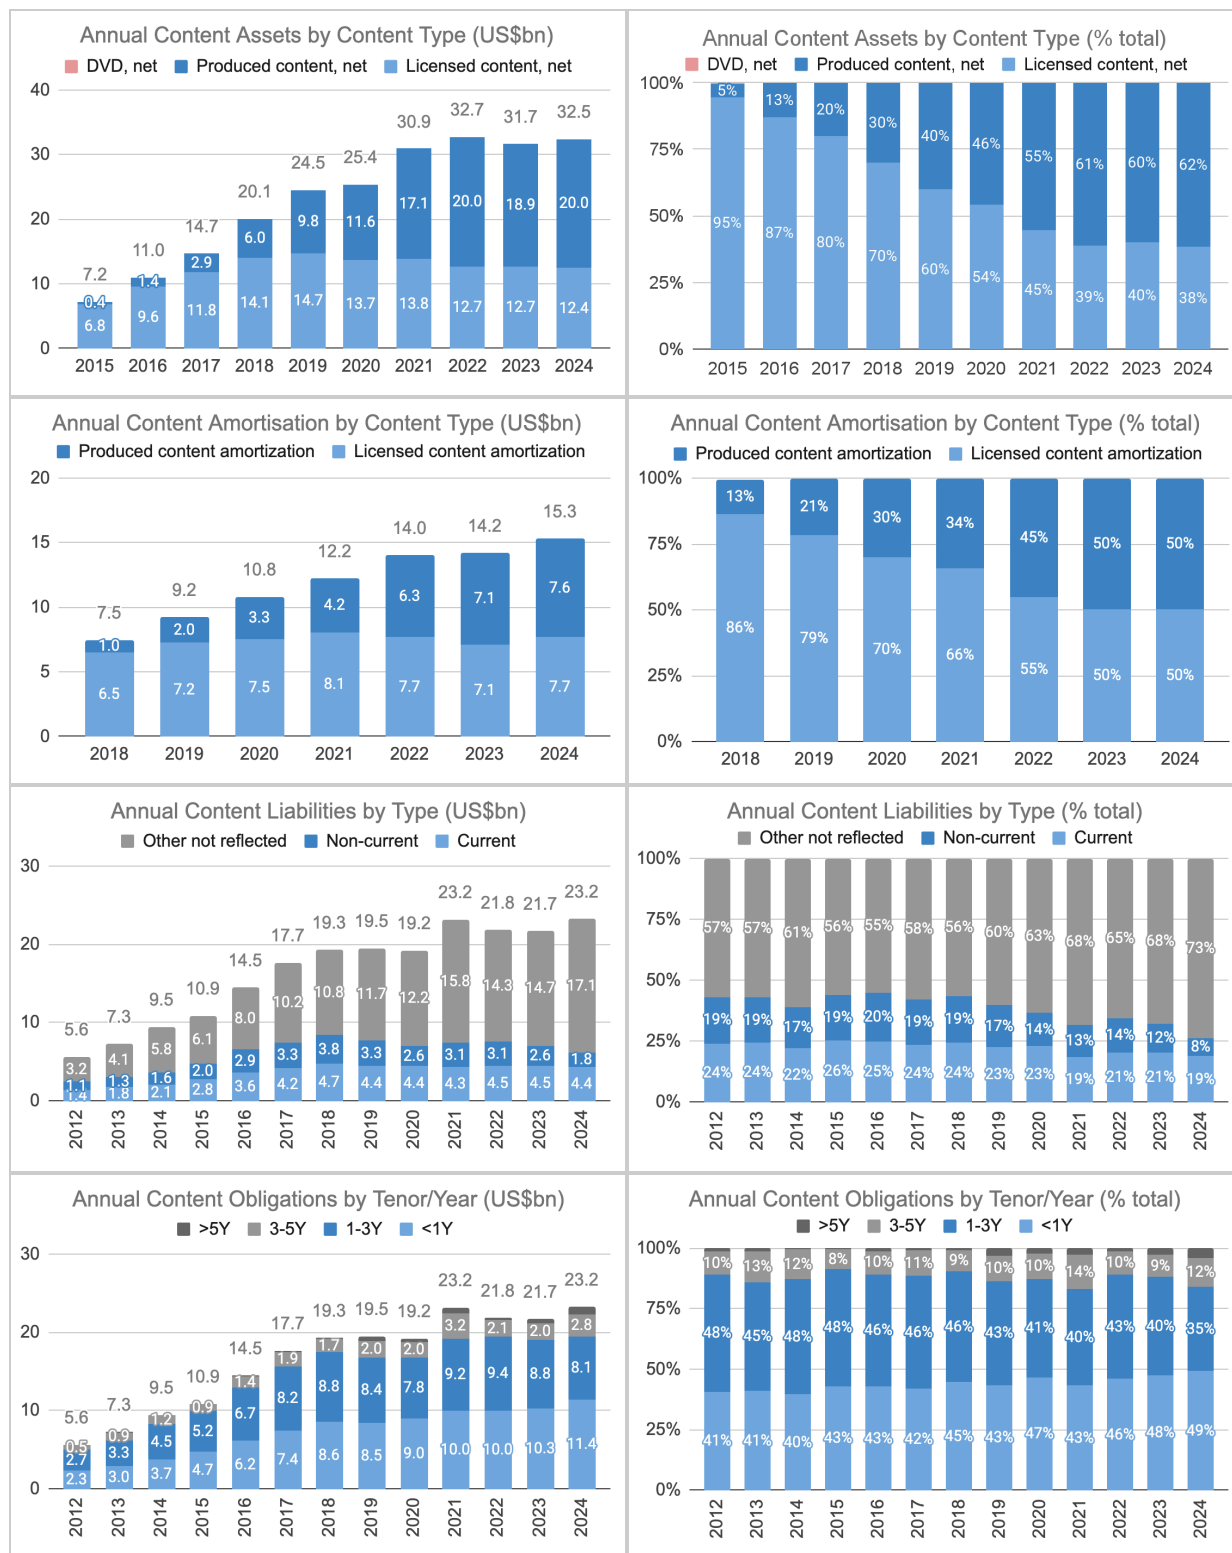 Annual Content Assets by Content Type (US$bn)
DVD, net Produced content, net Licensed content, net
40
30
20
10
0
7.2 11.0 14.7 20.1 24.5 25.4 30.9 32.7 31.7 32.5
0.4 1.4 2.9 6.0 9.8 11.6 17.1 20.0 18.9 20.0
6.8 9.6 11.8 14.1 14.7 13.7 13.8 12.7 12.7 12.4
2015 2016 2017 2018 2019 2020 2021 2022 2023 2024
Annual Content Assets by Content Type (% total)
DVD, net Produced content, net Licensed content, net
100%
75%
50%
25%
0%
5% 13% 20% 30% 40% 46% 55% 61% 60% 62%
95% 87% 80% 70% 60% 54% 45% 39% 40% 38%
2015 2016 2017 2018 2019 2020 2021 2022 2023 2024
Annual Content Amortisation by Content Type (US$bn)
Produced content amortization Licensed content amortization
20
15
10
5
0
7.5 9.2 10.8 12.2 14.0 14.2 15.3
1.0 2.0 3.3 4.2 6.3 7.1 7.6
6.5 7.2 7.5 8.1 7.7 7.1 7.7
2018 2019 2020 2021 2022 2023 2024
Annual Content Amortisation by Content Type (% total)
Produced content amortization Licensed content amortization
100%
75%
50%
25%
0%
13% 21% 30% 34% 45% 50% 50%
86% 79% 70% 66% 55% 50% 50%
2018 2019 2020 2021 2022 2023 2024
Annual Content Liabilities by Type (US$bn)
Other not reflected Non-current Current
30
20
10
0
5.6 7.3 9.5 10.9 14.5 17.7 19.3 19.5 19.2 23.2 21.8 21.7 23.2
3.2 4.1 5.8 6.1 8.0 10.2 10.8 11.7 12.2 15.8 14.3 14.7 17.1
1.1 1.3 1.6 2.0 2.9 3.3 3.8 3.3 2.6 3.1 3.1 2.6 1.8
1.4 1.8 2.1 2.8 3.6 4.2 4.7 4.4 4.4 4.3 4.5 4.5 4.4
2012 2013 2014 2015 2016 2017 2018 2019 2020 2021 2022 2023 2024
Annual Content Liabilities by Type (% total)
Other not reflected Non-current Current
100%
75%
50%
25%
0%
57% 57% 61% 56% 55% 58% 56% 60% 63% 68% 65% 68% 73%
19% 19% 17% 19% 20% 19% 19% 17% 14% 13% 14% 12% 8%
24% 24% 22% 26% 25% 24% 24% 23% 23% 19% 21% 21% 19%
2012 2013 2014 2015 2016 2017 2018 2019 2020 2021 2022 2023 2024
Annual Content Obligations by Tenor/Year (US$bn)
>5Y 3-5Y 1-3Y <1Y
30
20
10
0
5.6 7.3 9.5 10.9 14.5 17.7 19.3 19.5 19.2 23.2 21.8 21.7 23.2
0.5 0.9 1.2 0.9 1.4 1.9 1.7 2.0 2.0 3.2 2.1 2.0 2.8
2.7 3.3 4.5 5.2 6.7 8.2 8.8 8.4 7.8 9.2 9.4 8.8 8.1
2.3 3.0 3.7 4.7 6.2 7.4 8.6 8.5 9.0 10.0 10.0 10.3 11.4
2012 2013 2014 2015 2016 2017 2018 2019 2020 2021 2022 2023 2024
Annual Content Obligations by Tenor/Year (% total)
>5Y 3-5Y 1-3Y <1Y
100%
75%
50%
25%
0%
10% 13% 12% 8% 10% 11% 9% 10% 10% 14% 10% 9% 12%
48% 45% 48% 48% 46% 46% 46% 43% 41% 40% 43% 40% 35%
41% 41% 40% 43% 43% 42% 45% 43% 47% 43% 46% 48% 49%
2012 2013 2014 2015 2016 2017 2018 2019 2020 2021 2022 2023 2024